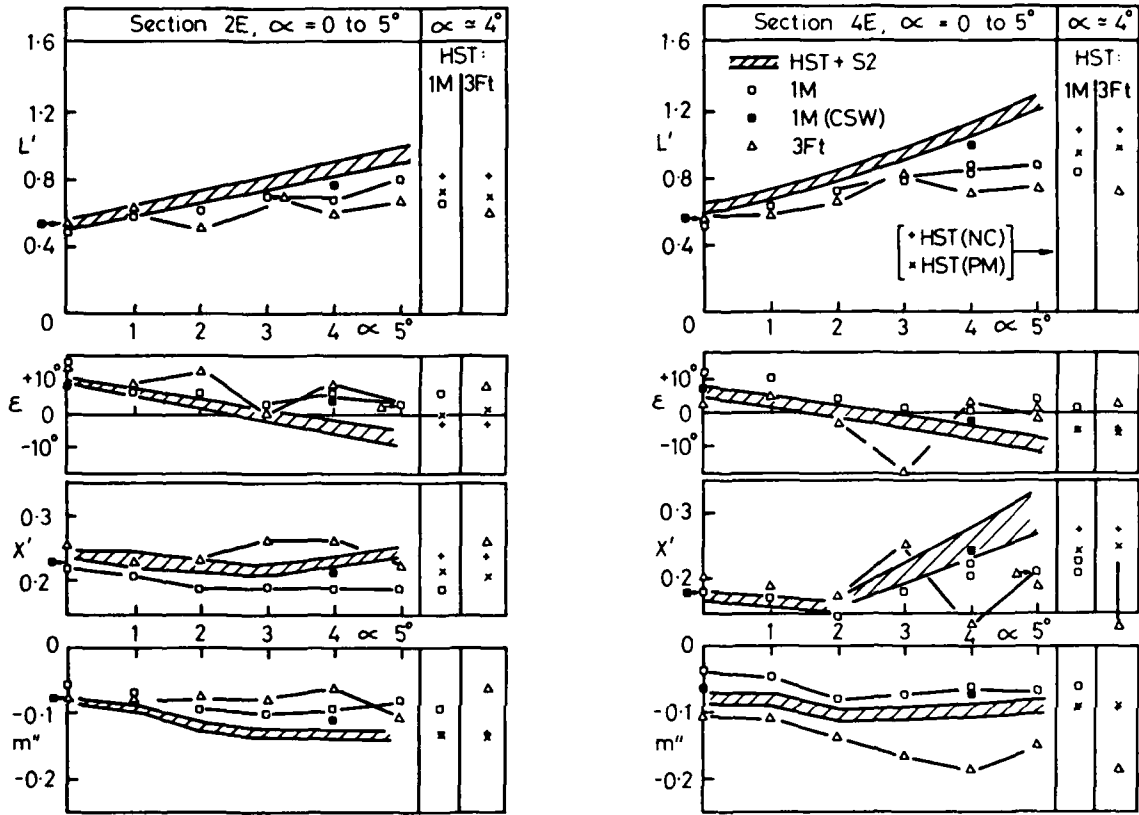 Section 2E, ∝ = 0 to 5°
∝ ≃ 4°
1·6
1·2
L'
0·8
0·4
0
HST:
1M 3Ft
1 2 3 ∝ 4 5°
+10°
ε
0
-10°
0·3
X'
0·2
1 2 3 4 ∝ 5°
0
-0·1
m"
-0·2
Section 4E, ∝ = 0 to 5°
∝ ≃ 4°
1·6
1·2
L'
0·8
0·4
0
HST + S2
1M
1M (CSW)
3Ft
HST:
1M 3Ft
+ HST (NC)
× HST (PM)
1 2 3 ∝ 4 5°
+10°
ε
0
-10°
0·3
X'
0·2
1 2 3 4 ∝ 5°
0
-0·1
m"
-0·2